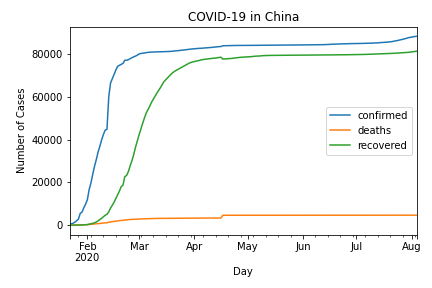 COVID-19 in China
Number of Cases
80000
60000
40000
20000
0
confirmed
deaths
recovered
Feb
2020
Mar
Apr
May
Jun
Jul
Aug
Day